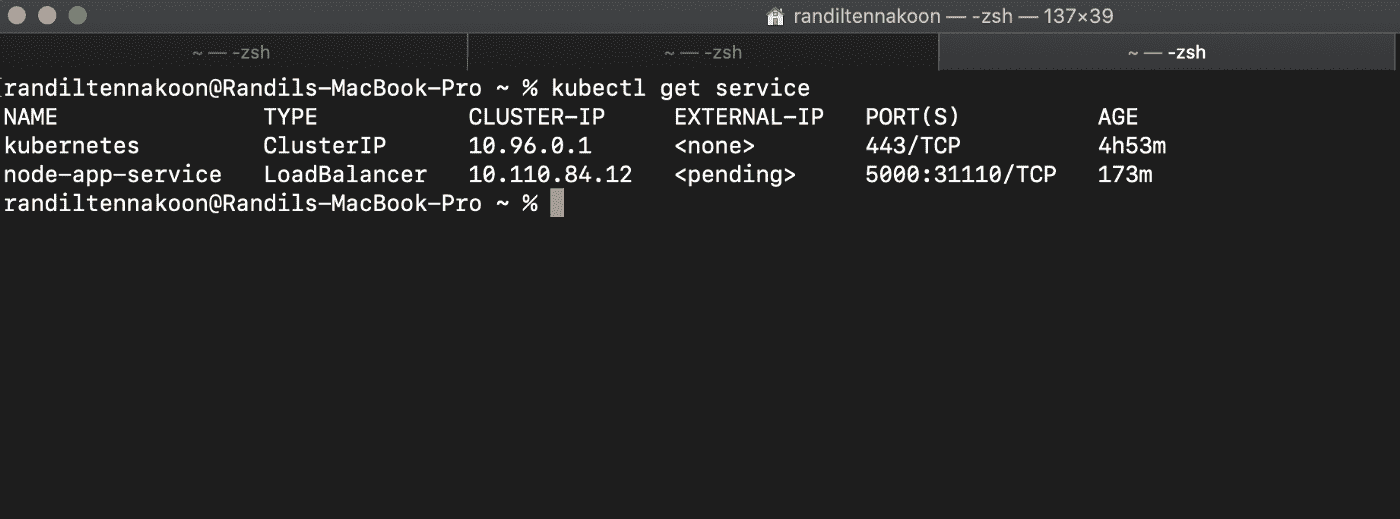 randiltennakoon — -zsh — 137×39
~ — -zsh ~ — -zsh ~ — -zsh
randiltennakoon@Randils-MacBook-Pro ~ % kubectl get service
NAME TYPE CLUSTER-IP EXTERNAL-IP PORT(S) AGE
kubernetes ClusterIP 10.96.0.1 <none> 443/TCP 4h53m
node-app-service LoadBalancer 10.110.84.12 <pending> 5000:31110/TCP 173m
randiltennakoon@Randils-MacBook-Pro ~ %